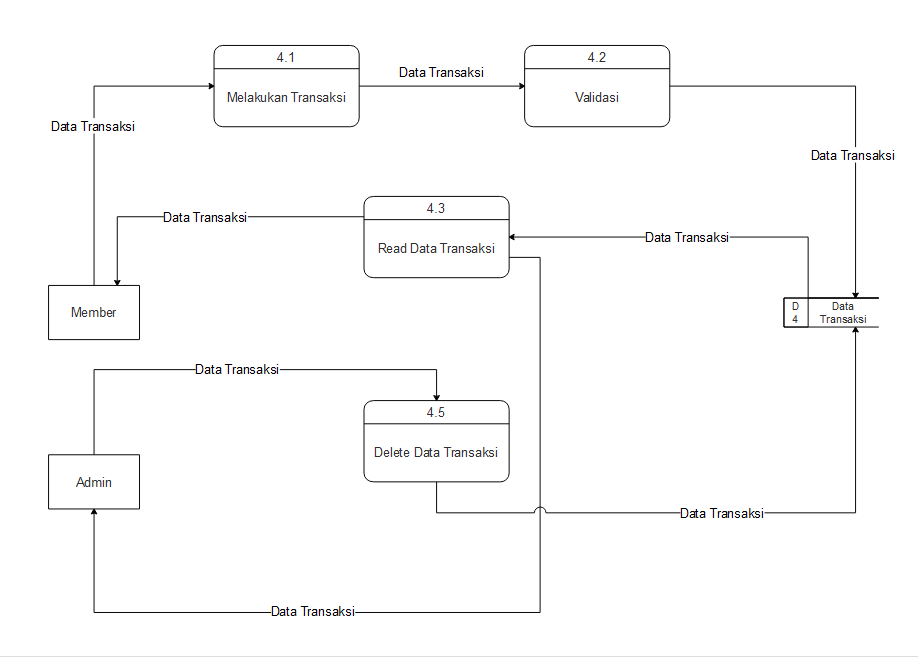 4.1
Melakukan Transaksi
Data Transaksi
4.2
Validasi
Data Transaksi
Data Transaksi
4.3
Read Data Transaksi
Data Transaksi
Data Transaksi
Member
D
4
Data
Transaksi
Data Transaksi
4.5
Delete Data Transaksi
Admin
Data Transaksi
Data Transaksi